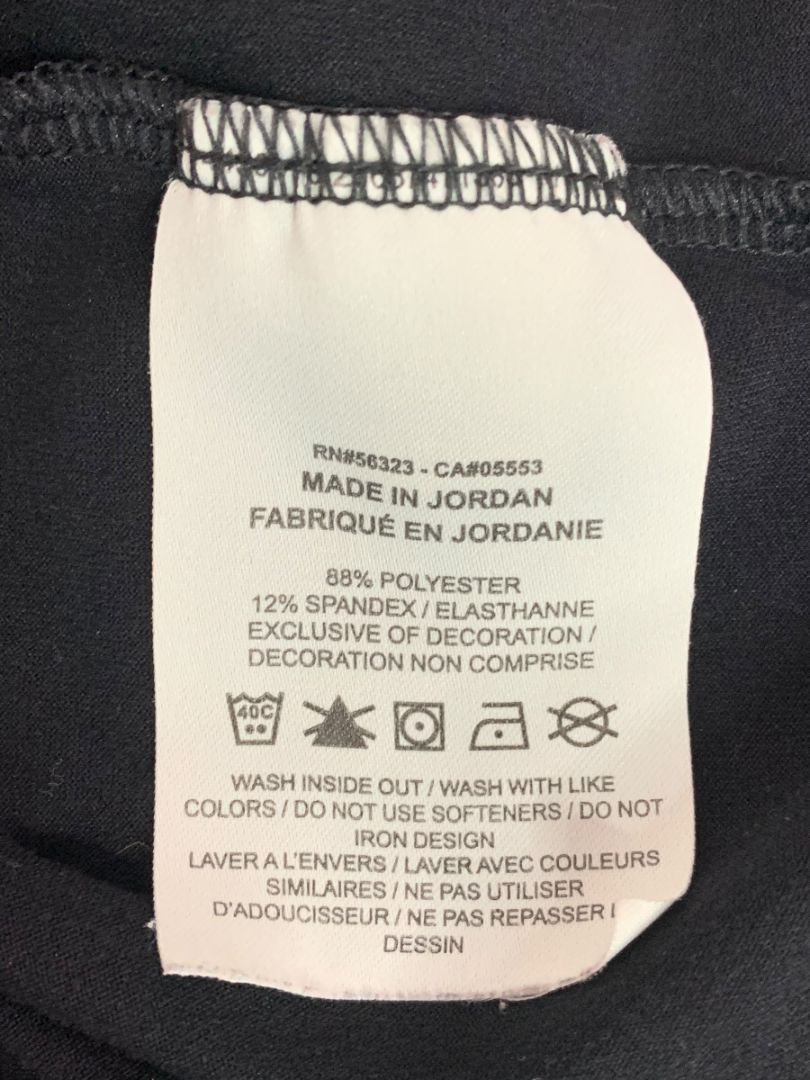 RN#56323 - CA#05553
MADE IN JORDAN
FABRIQUÉ EN JORDANIE
88% POLYESTER
12% SPANDEX / ELASTHANNE
EXCLUSIVE OF DECORATION /
DECORATION NON COMPRISE
40C
WASH INSIDE OUT / WASH WITH LIKE
COLORS / DO NOT USE SOFTENERS / DO NOT
IRON DESIGN
LAVER A L'ENVERS / LAVER AVEC COULEURS
SIMILAIRES / NE PAS UTILISER
D'ADOUCISSEUR / NE PAS REPASSER
DESSIN